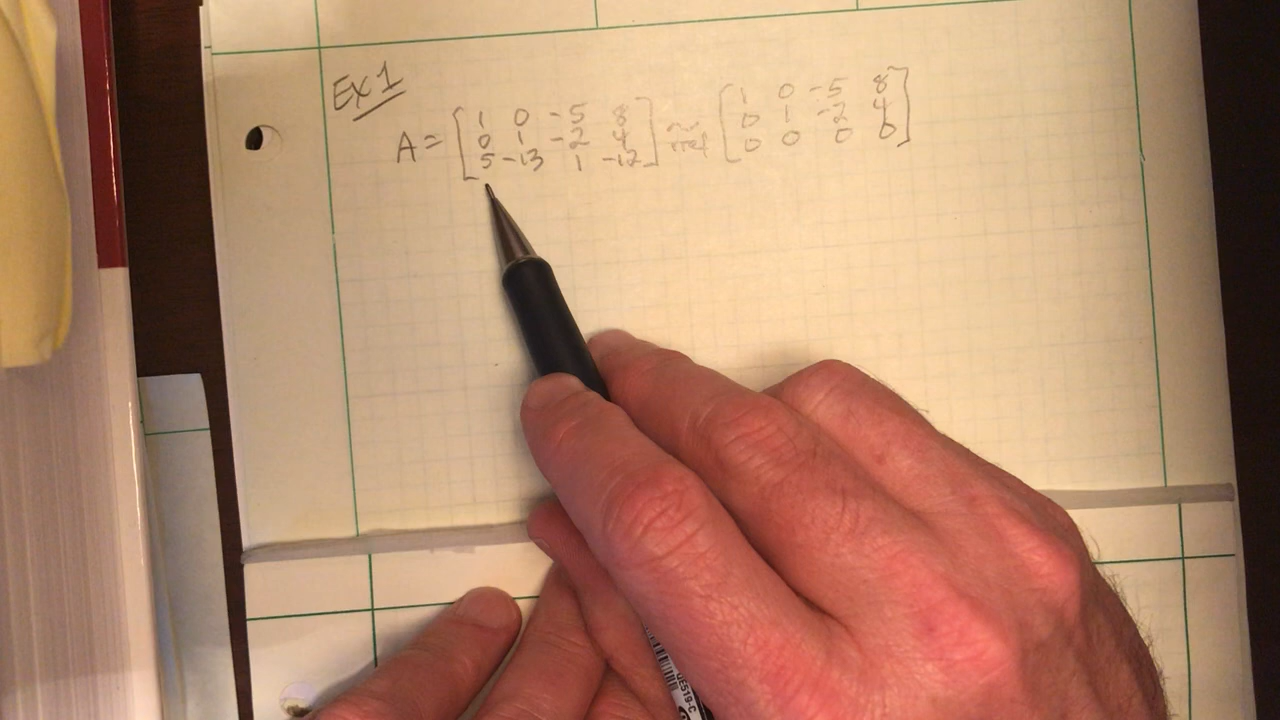 Ex 1
A = [ 1 0 -5 8 ] ~ rref [ 1 0 -5 8 ]
0 1 -2 4 0 1 -2 4
5 -13 1 -12 0 0 0 0
QE519-C